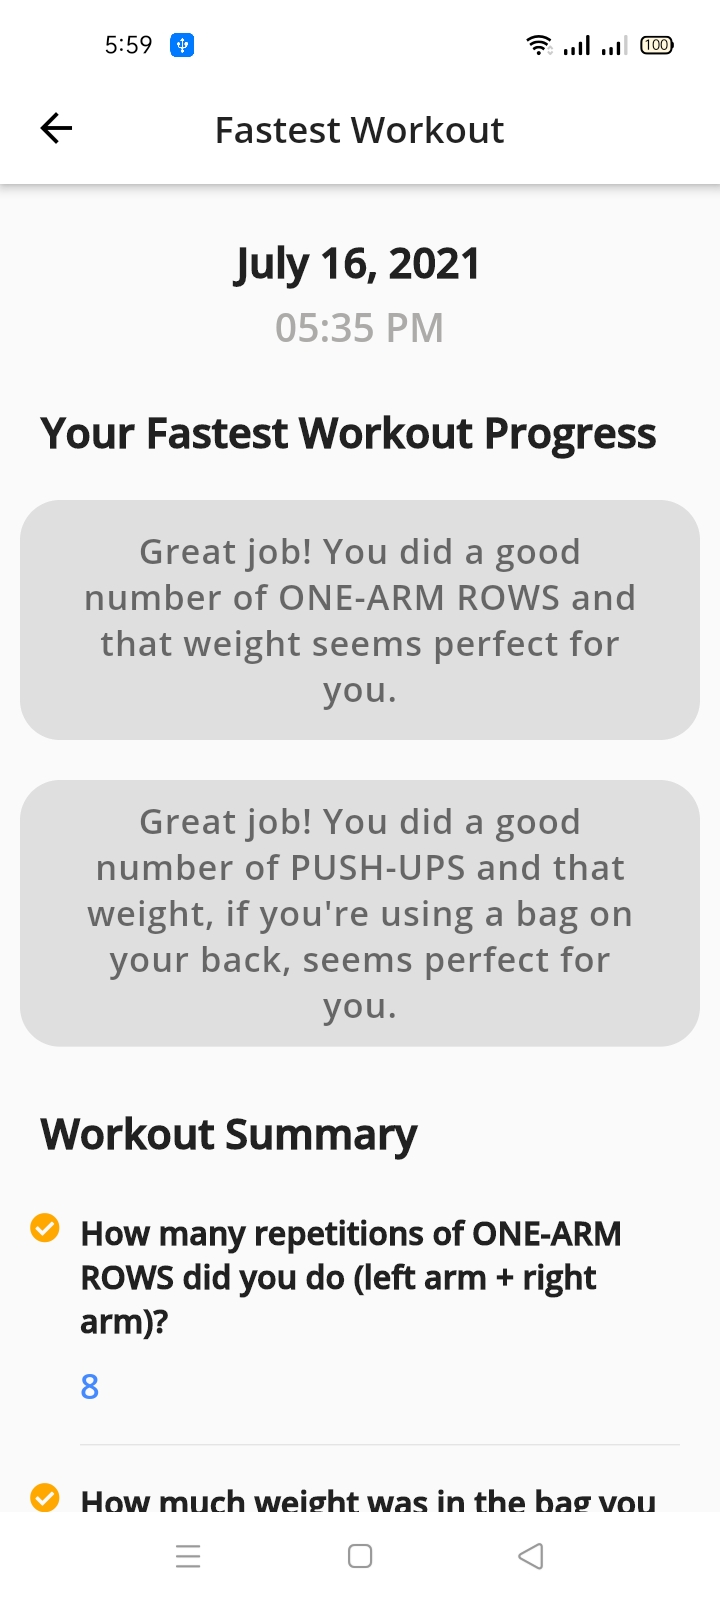 5:59
100
Fastest Workout
July 16, 2021
05:35 PM
Your Fastest Workout Progress
Great job! You did a good
number of ONE-ARM ROWS and
that weight seems perfect for
you.
Great job! You did a good
number of PUSH-UPS and that
weight, if you're using a bag on
your back, seems perfect for
you.
Workout Summary
How many repetitions of ONE-ARM
ROWS did you do (left arm + right
arm)?
8
How much weight was in the bag you